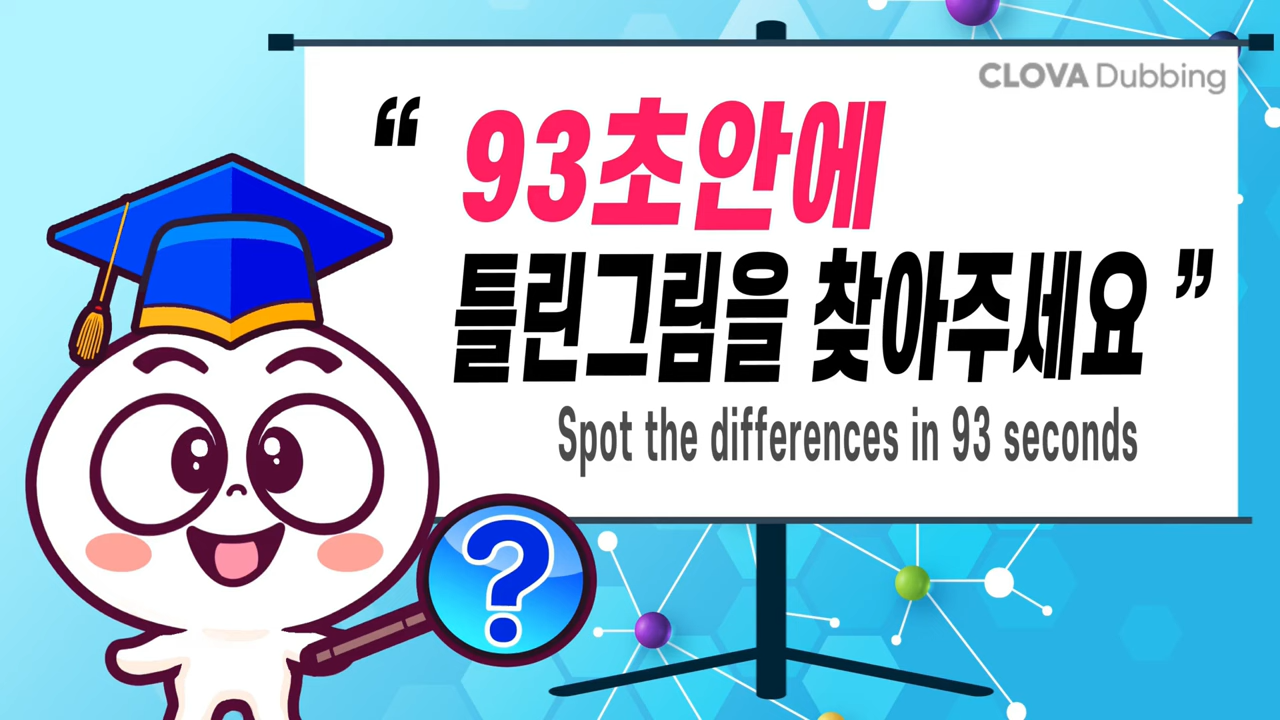 CLOVA Dubbing
“ 93초안에
틀린그림을 찾아주세요 ”
Spot the differences in 93 seconds
?